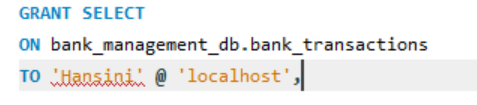 GRANT SELECT
ON bank_management_db.bank_transactions
TO 'Hansini' @ 'localhost',